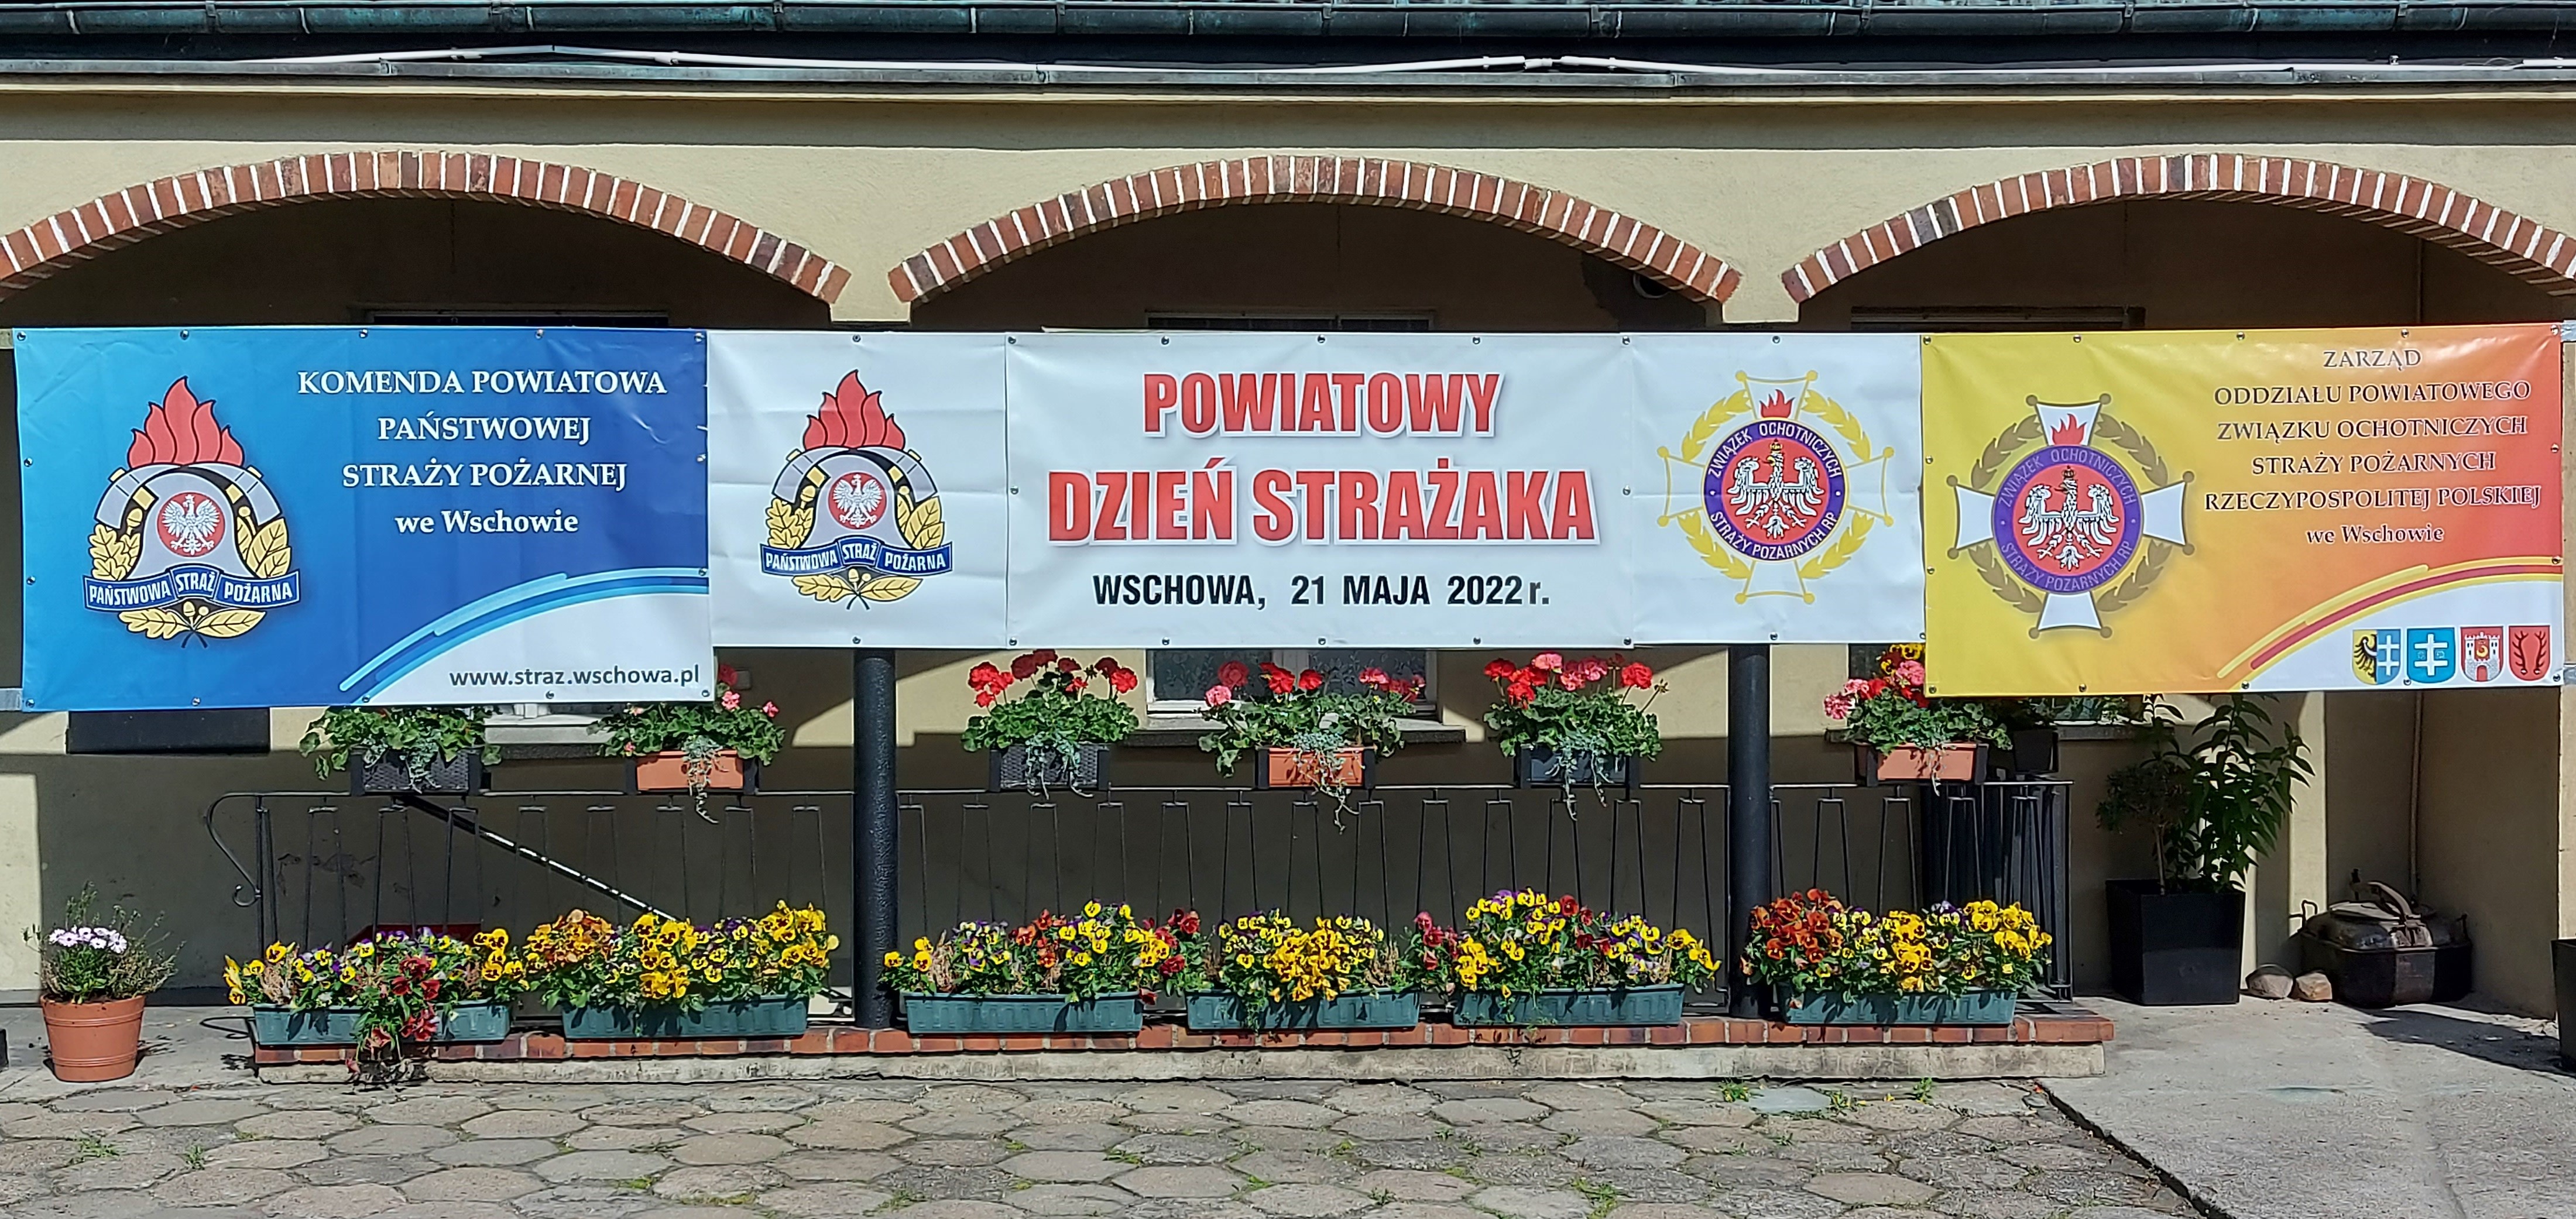 KOMENDA POWIATOWA
PAŃSTWOWEJ
STRAŻY POŻARNEJ
we Wschowie
PAŃSTWOWA STRAŻ POŻARNA
www.straz.wschowa.pl
PAŃSTWOWA STRAŻ POŻARNA
POWIATOWY
DZIEŃ STRAŻAKA
WSCHOWA, 21 MAJA 2022 r.
ZWIĄZEK OCHOTNICZYCH
STRAŻY POŻARNYCH RP
ZWIĄZEK OCHOTNICZYCH
STRAŻY POŻARNYCH RP
ZARZĄD
ODDZIAŁU POWIATOWEGO
ZWIĄZKU OCHOTNICZYCH
STRAŻY POŻARNYCH
RZECZYPOSPOLITEJ POLSKIEJ
we Wschowie